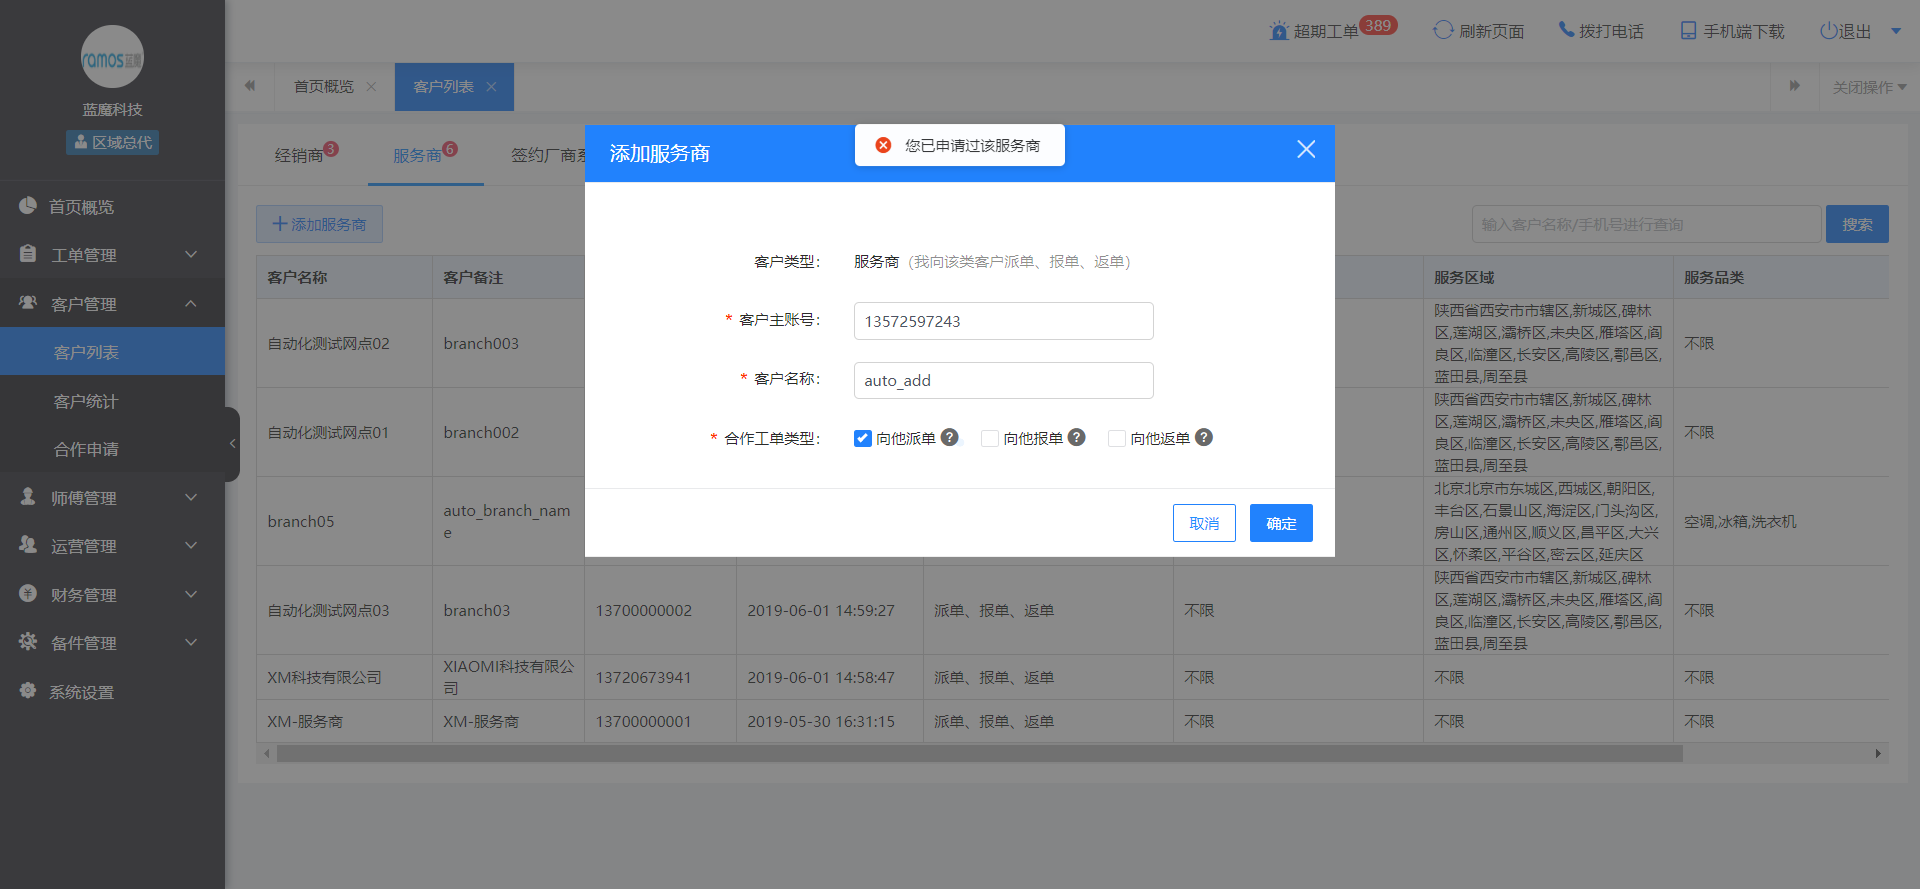 ramos蓝魔
蓝魔科技
区域总代
首页概览
工单管理
客户管理
客户列表
客户统计
合作申请
师傅管理
运营管理
财务管理
备件管理
系统设置
超期工单 389 刷新页面 拨打电话 手机端下载 退出
首页概览 客户列表 关闭操作
经销商 3 服务商 6 签约厂商系
添加服务商
输入客户名称/手机号进行查询 搜索
客户名称 客户备注 服务区域 服务品类
自动化测试网点02 branch003 不限
陕西省西安市市辖区,新城区,碑林
区,莲湖区,灞桥区,未央区,雁塔区,阎
良区,临潼区,长安区,高陵区,鄠邑区,
蓝田县,周至县
自动化测试网点01 branch002 不限
陕西省西安市市辖区,新城区,碑林
区,莲湖区,灞桥区,未央区,雁塔区,阎
良区,临潼区,长安区,高陵区,鄠邑区,
蓝田县,周至县
branch05 auto_branch_nam
e
北京北京市东城区,西城区,朝阳区,
丰台区,石景山区,海淀区,门头沟区,
房山区,通州区,顺义区,昌平区,大兴
区,怀柔区,平谷区,密云区,延庆区
空调,冰箱,洗衣机
自动化测试网点03 branch03 13700000002 2019-06-01 14:59:27 派单、报单、返单 不限
陕西省西安市市辖区,新城区,碑林
区,莲湖区,灞桥区,未央区,雁塔区,阎
良区,临潼区,长安区,高陵区,鄠邑区,
蓝田县,周至县
不限
XM科技有限公司 XIAOMI科技有限公
司
13720673941 2019-06-01 14:58:47 派单、报单、返单 不限 不限 不限
XM-服务商 XM-服务商 13700000001 2019-05-30 16:31:15 派单、报单、返单 不限 不限 不限
添加服务商
您已申请过该服务商
客户类型: 服务商 (我向该类客户派单、报单、返单)
* 客户主账号: 13572597243
* 客户名称: auto_add
* 合作工单类型: 向他派单 ? 向他报单 ? 向他返单 ?
取消 确定